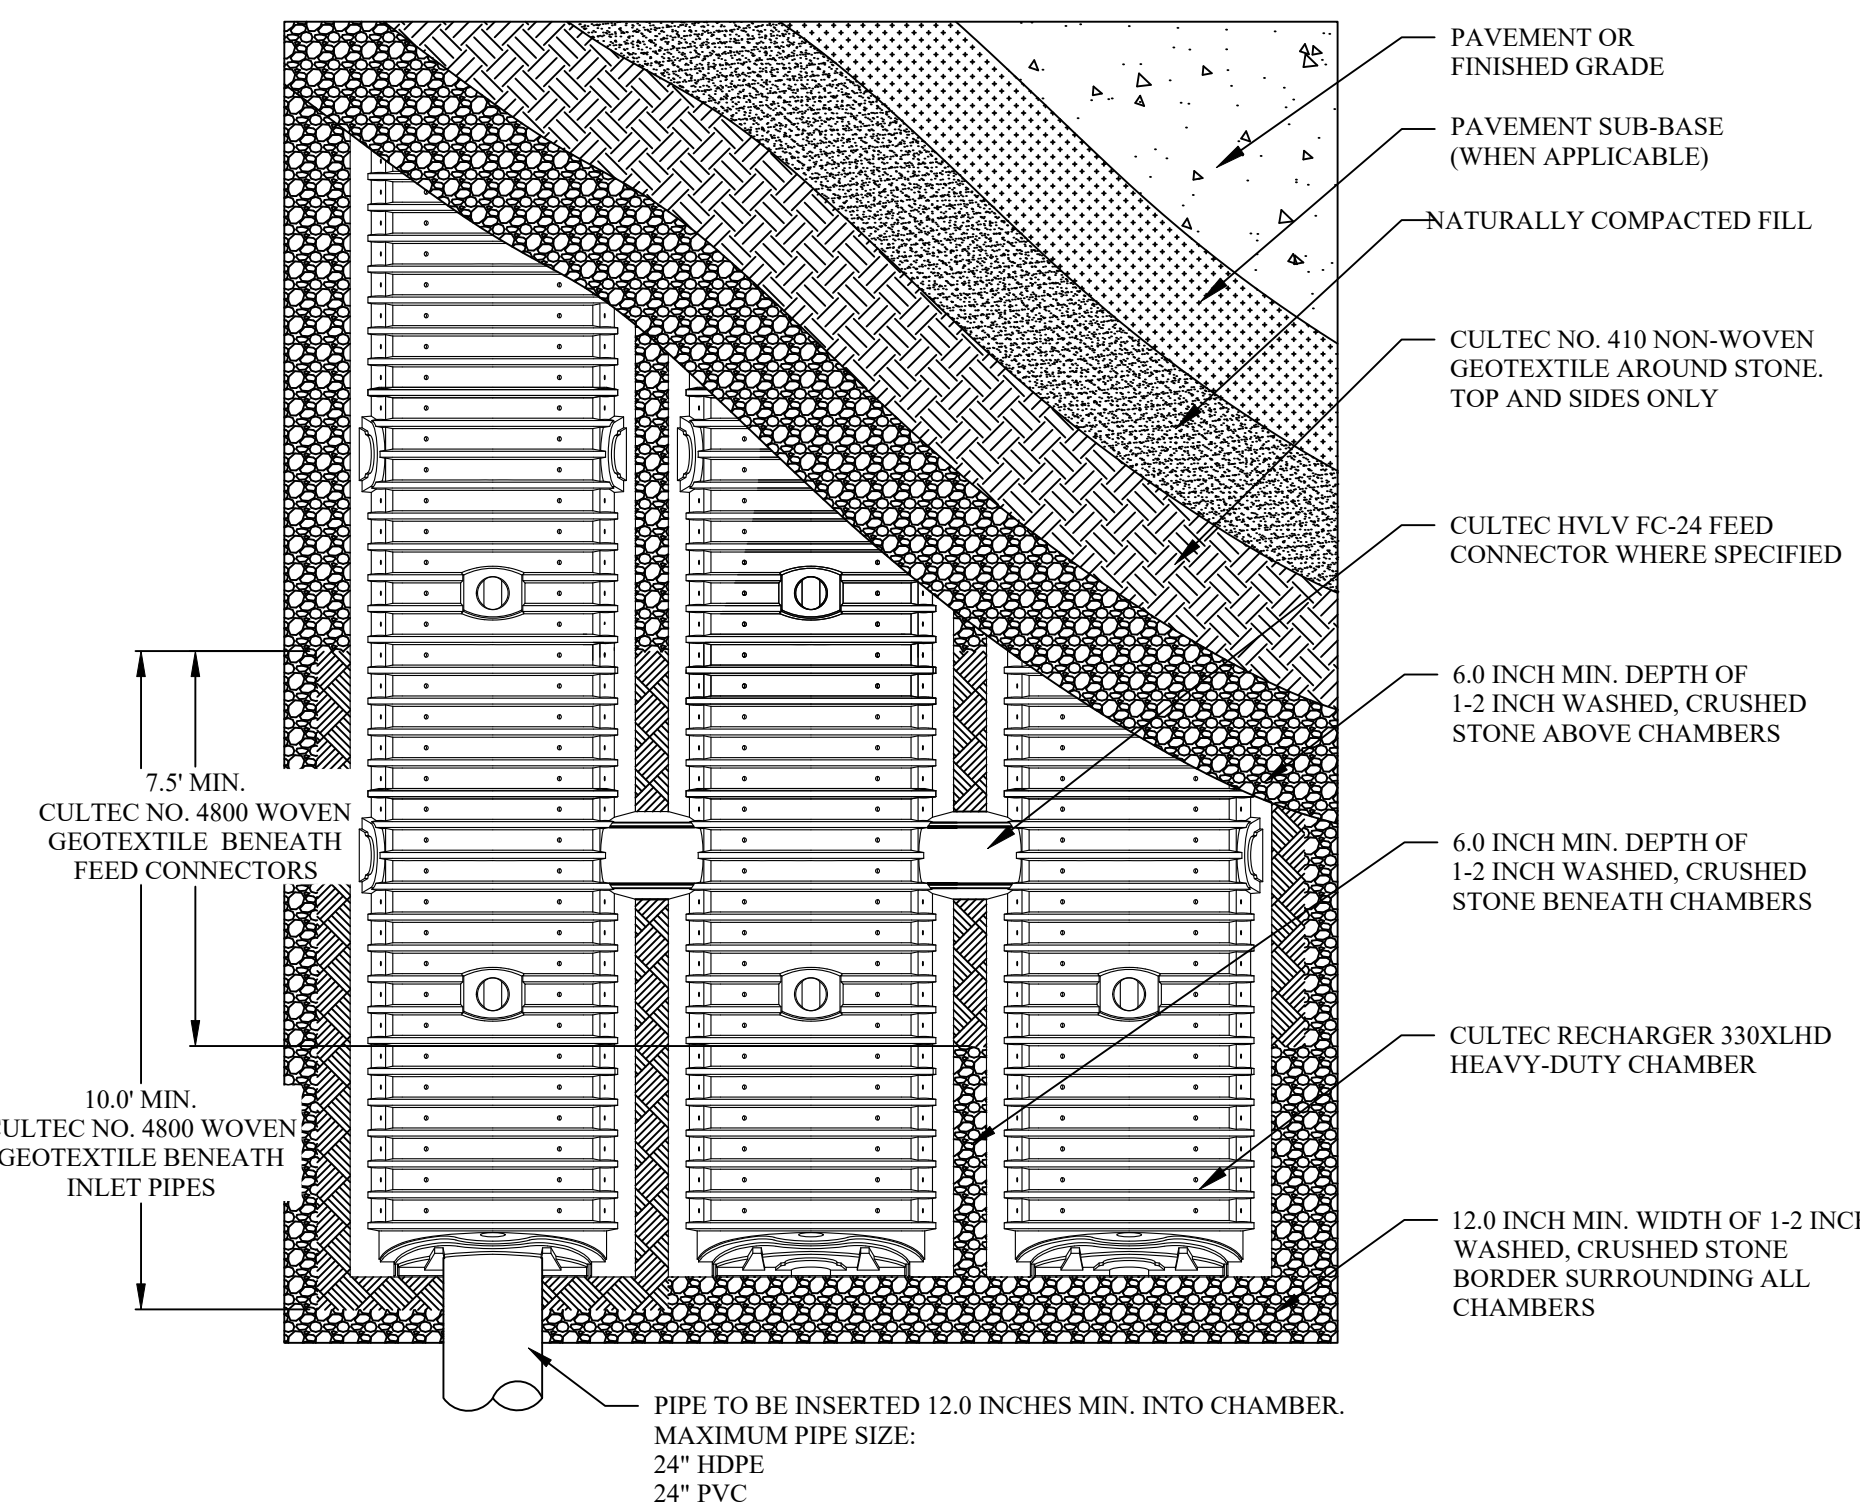 PAVEMENT OR
FINISHED GRADE
PAVEMENT SUB-BASE
(WHEN APPLICABLE)
NATURALLY COMPACTED FILL
CULTEC NO. 410 NON-WOVEN
GEOTEXTILE AROUND STONE.
TOP AND SIDES ONLY
CULTEC HVLV FC-24 FEED
CONNECTOR WHERE SPECIFIED
6.0 INCH MIN. DEPTH OF
1-2 INCH WASHED, CRUSHED
STONE ABOVE CHAMBERS
6.0 INCH MIN. DEPTH OF
1-2 INCH WASHED, CRUSHED
STONE BENEATH CHAMBERS
CULTEC RECHARGER 330XLHD
HEAVY-DUTY CHAMBER
12.0 INCH MIN. WIDTH OF 1-2 INCH
WASHED, CRUSHED STONE
BORDER SURROUNDING ALL
CHAMBERS
7.5' MIN.
CULTEC NO. 4800 WOVEN
GEOTEXTILE BENEATH
FEED CONNECTORS
10.0' MIN.
CULTEC NO. 4800 WOVEN
GEOTEXTILE BENEATH
INLET PIPES
PIPE TO BE INSERTED 12.0 INCHES MIN. INTO CHAMBER.
MAXIMUM PIPE SIZE:
24" HDPE
24" PVC